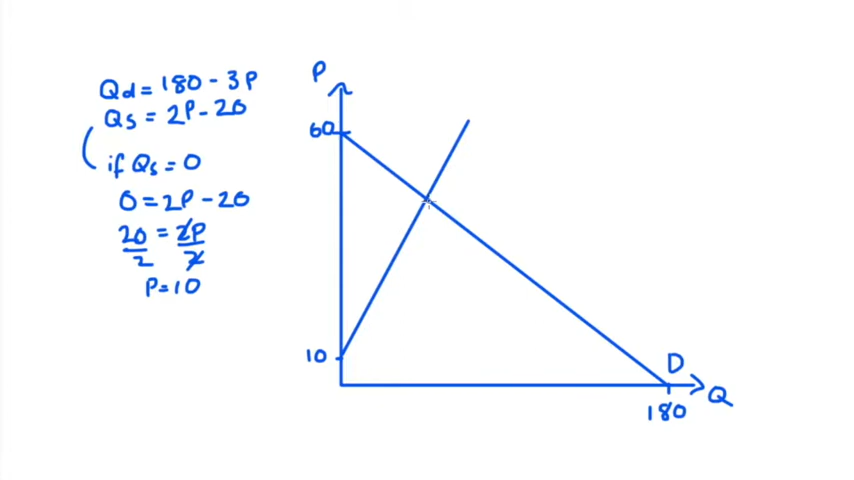 Qd = 180 - 3P
Qs = 2P - 20
if Qs = 0
0 = 2P - 20
20/2 = 2P/2
P = 10
P
60
10
D
180
Q